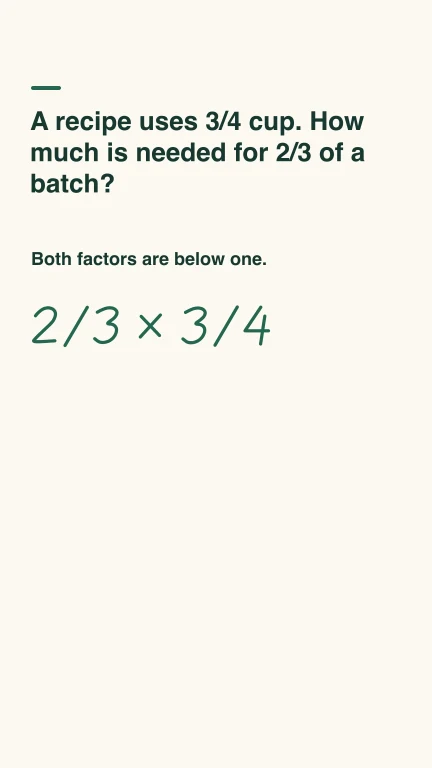 A recipe uses 3/4 cup. How
much is needed for 2/3 of a
batch?
Both factors are below one.
2/3 × 3/4